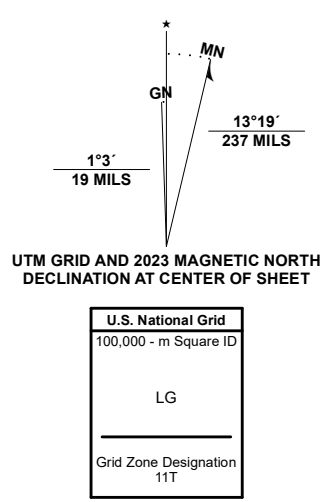 ★
MN
GN
13°19´
237 MILS
1°3´
19 MILS
UTM GRID AND 2023 MAGNETIC NORTH
DECLINATION AT CENTER OF SHEET
U.S. National Grid
100,000 - m Square ID
LG
Grid Zone Designation
11T